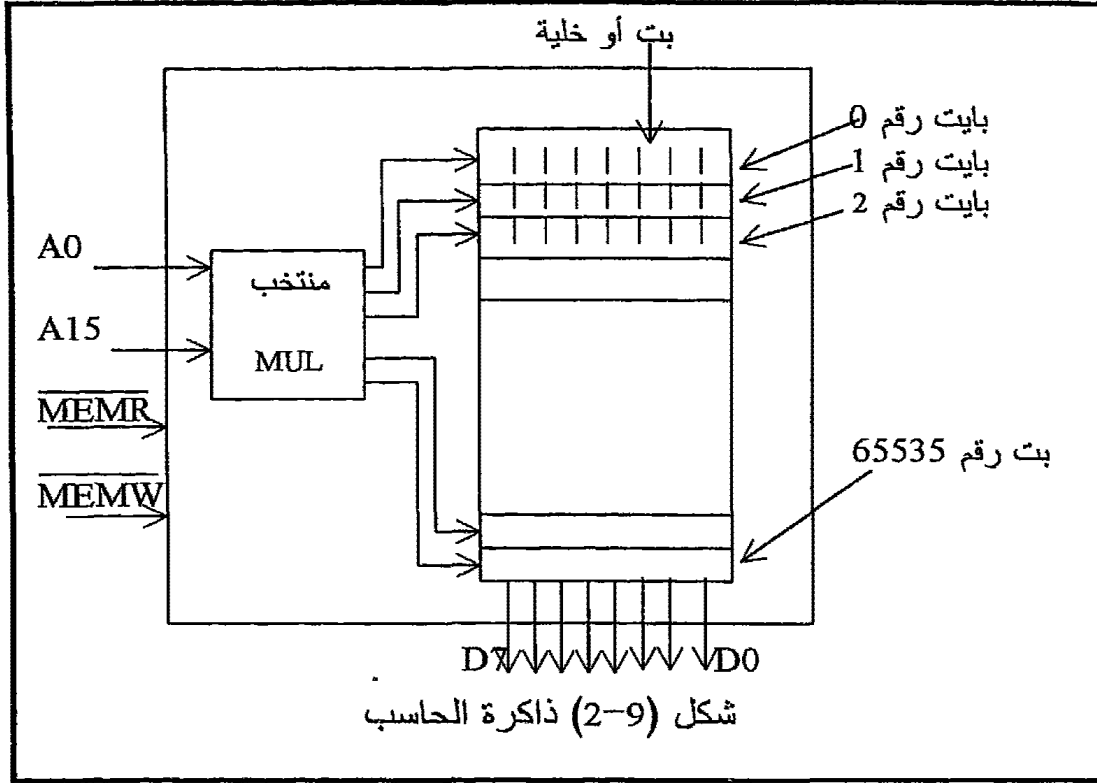 بت أو خلية
بايت رقم 0
بايت رقم 1
بايت رقم 2
A0
منتخب
A15
MUL
MEMR
بت رقم 65535
MEMW
D7
D0
شكل (9-2) ذاكرة الحاسب